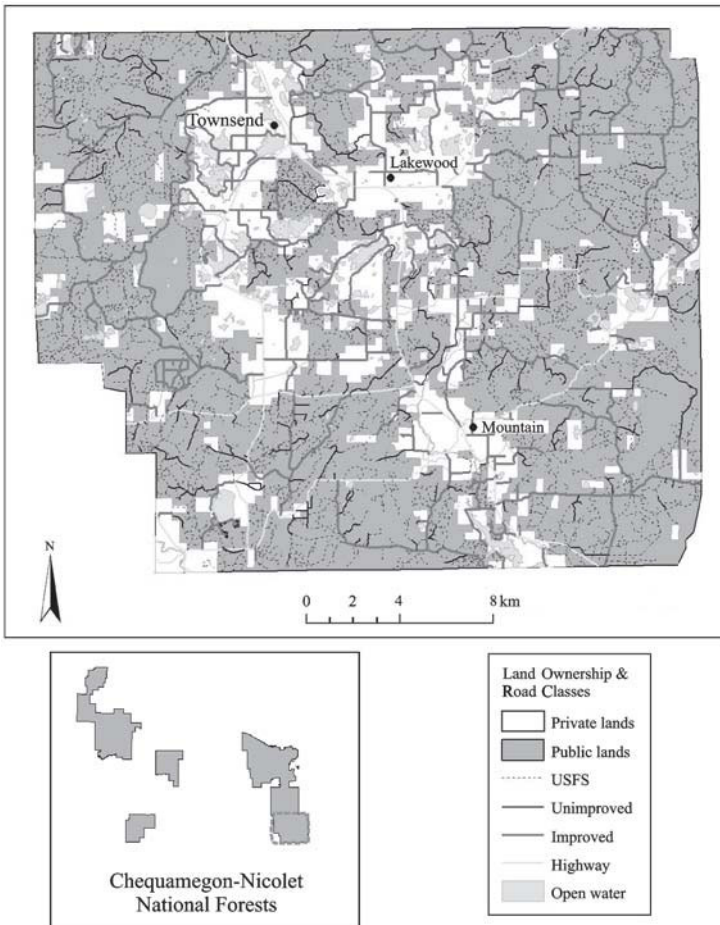 Townsend
Lakewood
Mountain
N
0 4 8 km
Chequamegon-Nicolet
National Forests
Land Ownership &
Road Classes
Private lands
Public lands
USFS
Unimproved
Improved
Highway
Open water